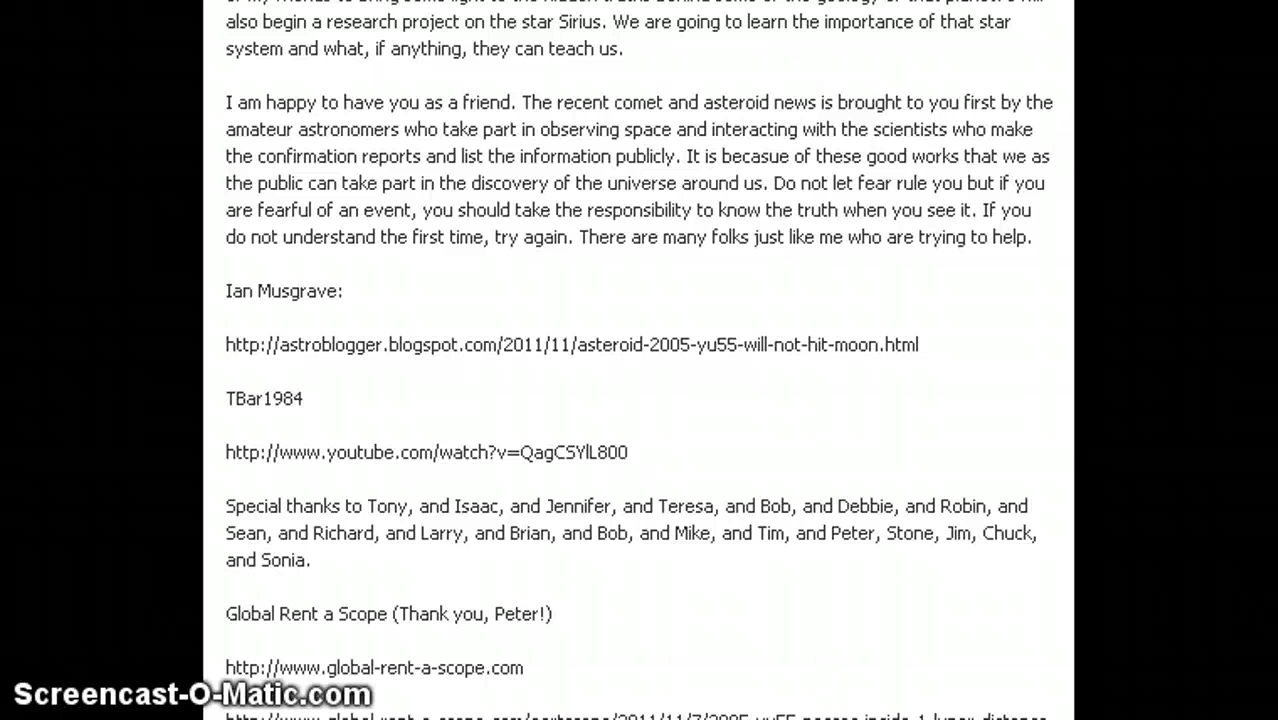 also begin a research project on the star Sirius. We are going to learn the importance of that star
system and what, if anything, they can teach us.
I am happy to have you as a friend. The recent comet and asteroid news is brought to you first by the
amateur astronomers who take part in observing space and interacting with the scientists who make
the confirmation reports and list the information publicly. It is becasue of these good works that we as
the public can take part in the discovery of the universe around us. Do not let fear rule you but if you
are fearful of an event, you should take the responsibility to know the truth when you see it. If you
do not understand the first time, try again. There are many folks just like me who are trying to help.
Ian Musgrave:
http://astroblogger.blogspot.com/2011/11/asteroid-2005-yu55-will-not-hit-moon.html
TBar1984
http://www.youtube.com/watch?v=QagCSYlL800
Special thanks to Tony, and Isaac, and Jennifer, and Teresa, and Bob, and Debbie, and Robin, and
Sean, and Richard, and Larry, and Brian, and Bob, and Mike, and Tim, and Peter, Stone, Jim, Chuck,
and Sonia.
Global Rent a Scope (Thank you, Peter!)
http://www.global-rent-a-scope.com
Screencast-O-Matic.com